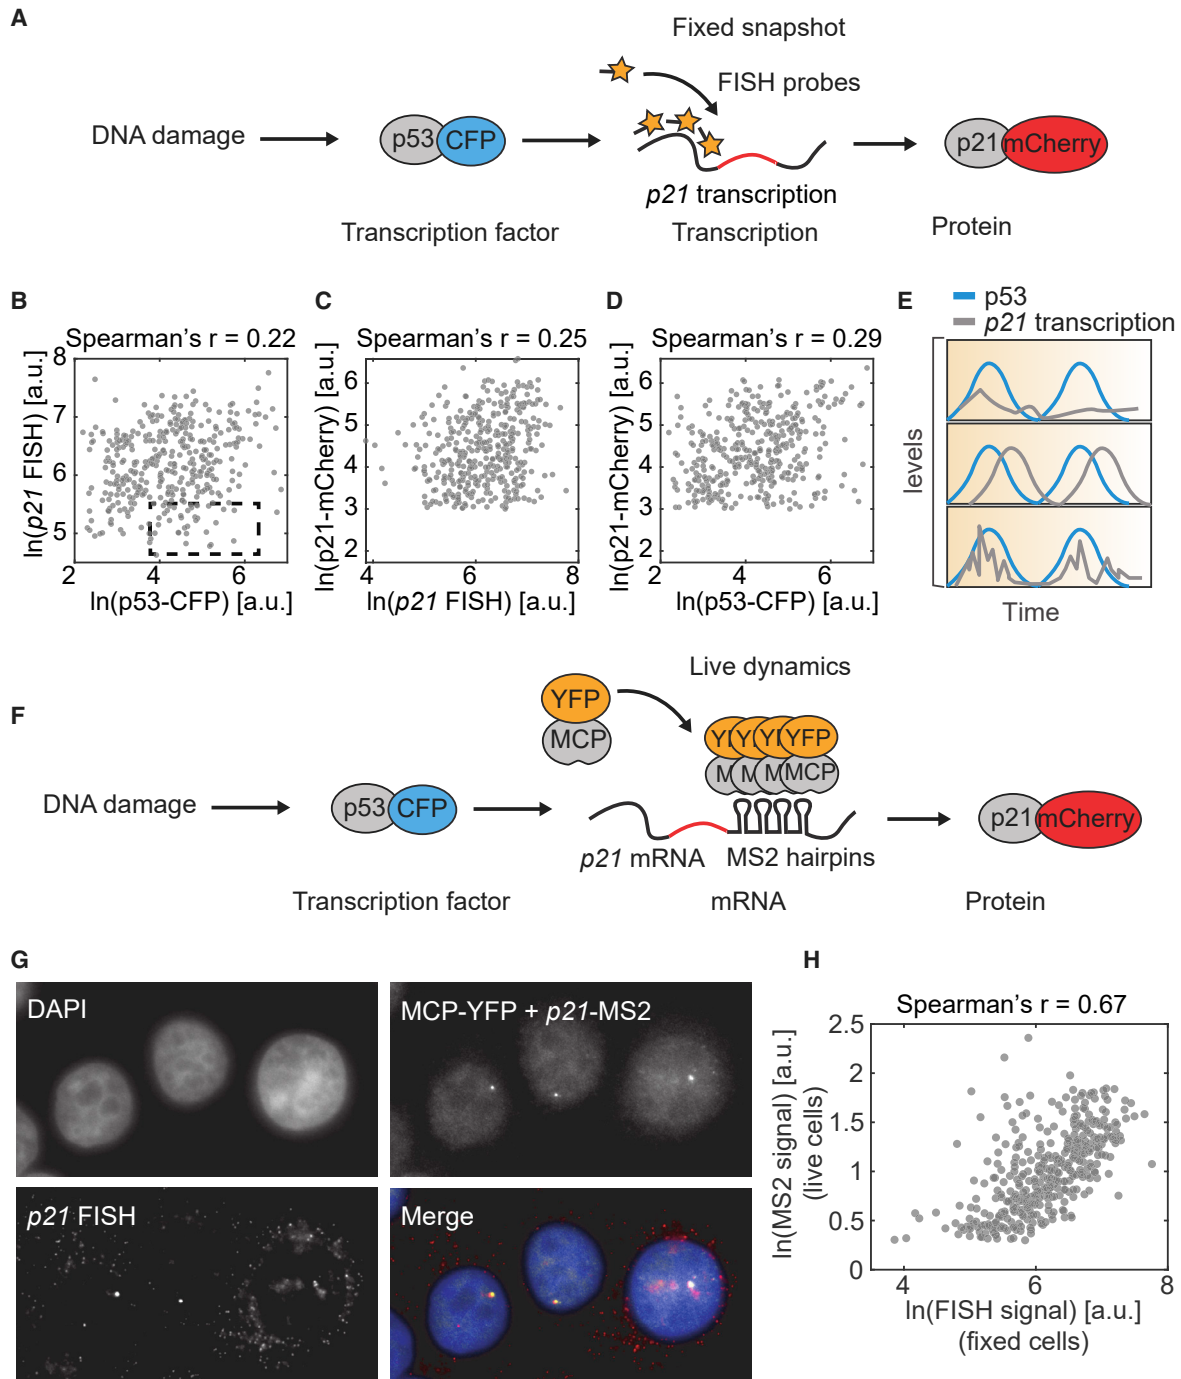 A
Fixed snapshot
FISH probes
DNA damage
p53
CFP
p21 transcription
p21
mCherry
Transcription factor
Transcription
Protein
B
Spearman's r = 0.22
ln(p21 FISH) [a.u.]
8
7
6
5
2
4
6
ln(p53-CFP) [a.u.]
C
Spearman's r = 0.25
ln(p21-mCherry) [a.u.]
6
5
4
3
2
4
6
8
ln(p21 FISH) [a.u.]
D
Spearman's r = 0.29
ln(p21-mCherry) [a.u.]
6
5
4
3
2
2
4
6
ln(p53-CFP) [a.u.]
E
p53
p21 transcription
levels
Time
F
Live dynamics
YFP
MCP
YI
Y
Y
YFP
M
M
M
MCP
DNA damage
p53
CFP
p21 mRNA
MS2 hairpins
p21
mCherry
Transcription factor
mRNA
Protein
G
DAPI
MCP-YFP + p21-MS2
p21 FISH
Merge
H
Spearman's r = 0.67
ln(MS2 signal) [a.u.]
(live cells)
2.5
2
1.5
1
0.5
0
4
6
8
ln(FISH signal) [a.u.]
(fixed cells)